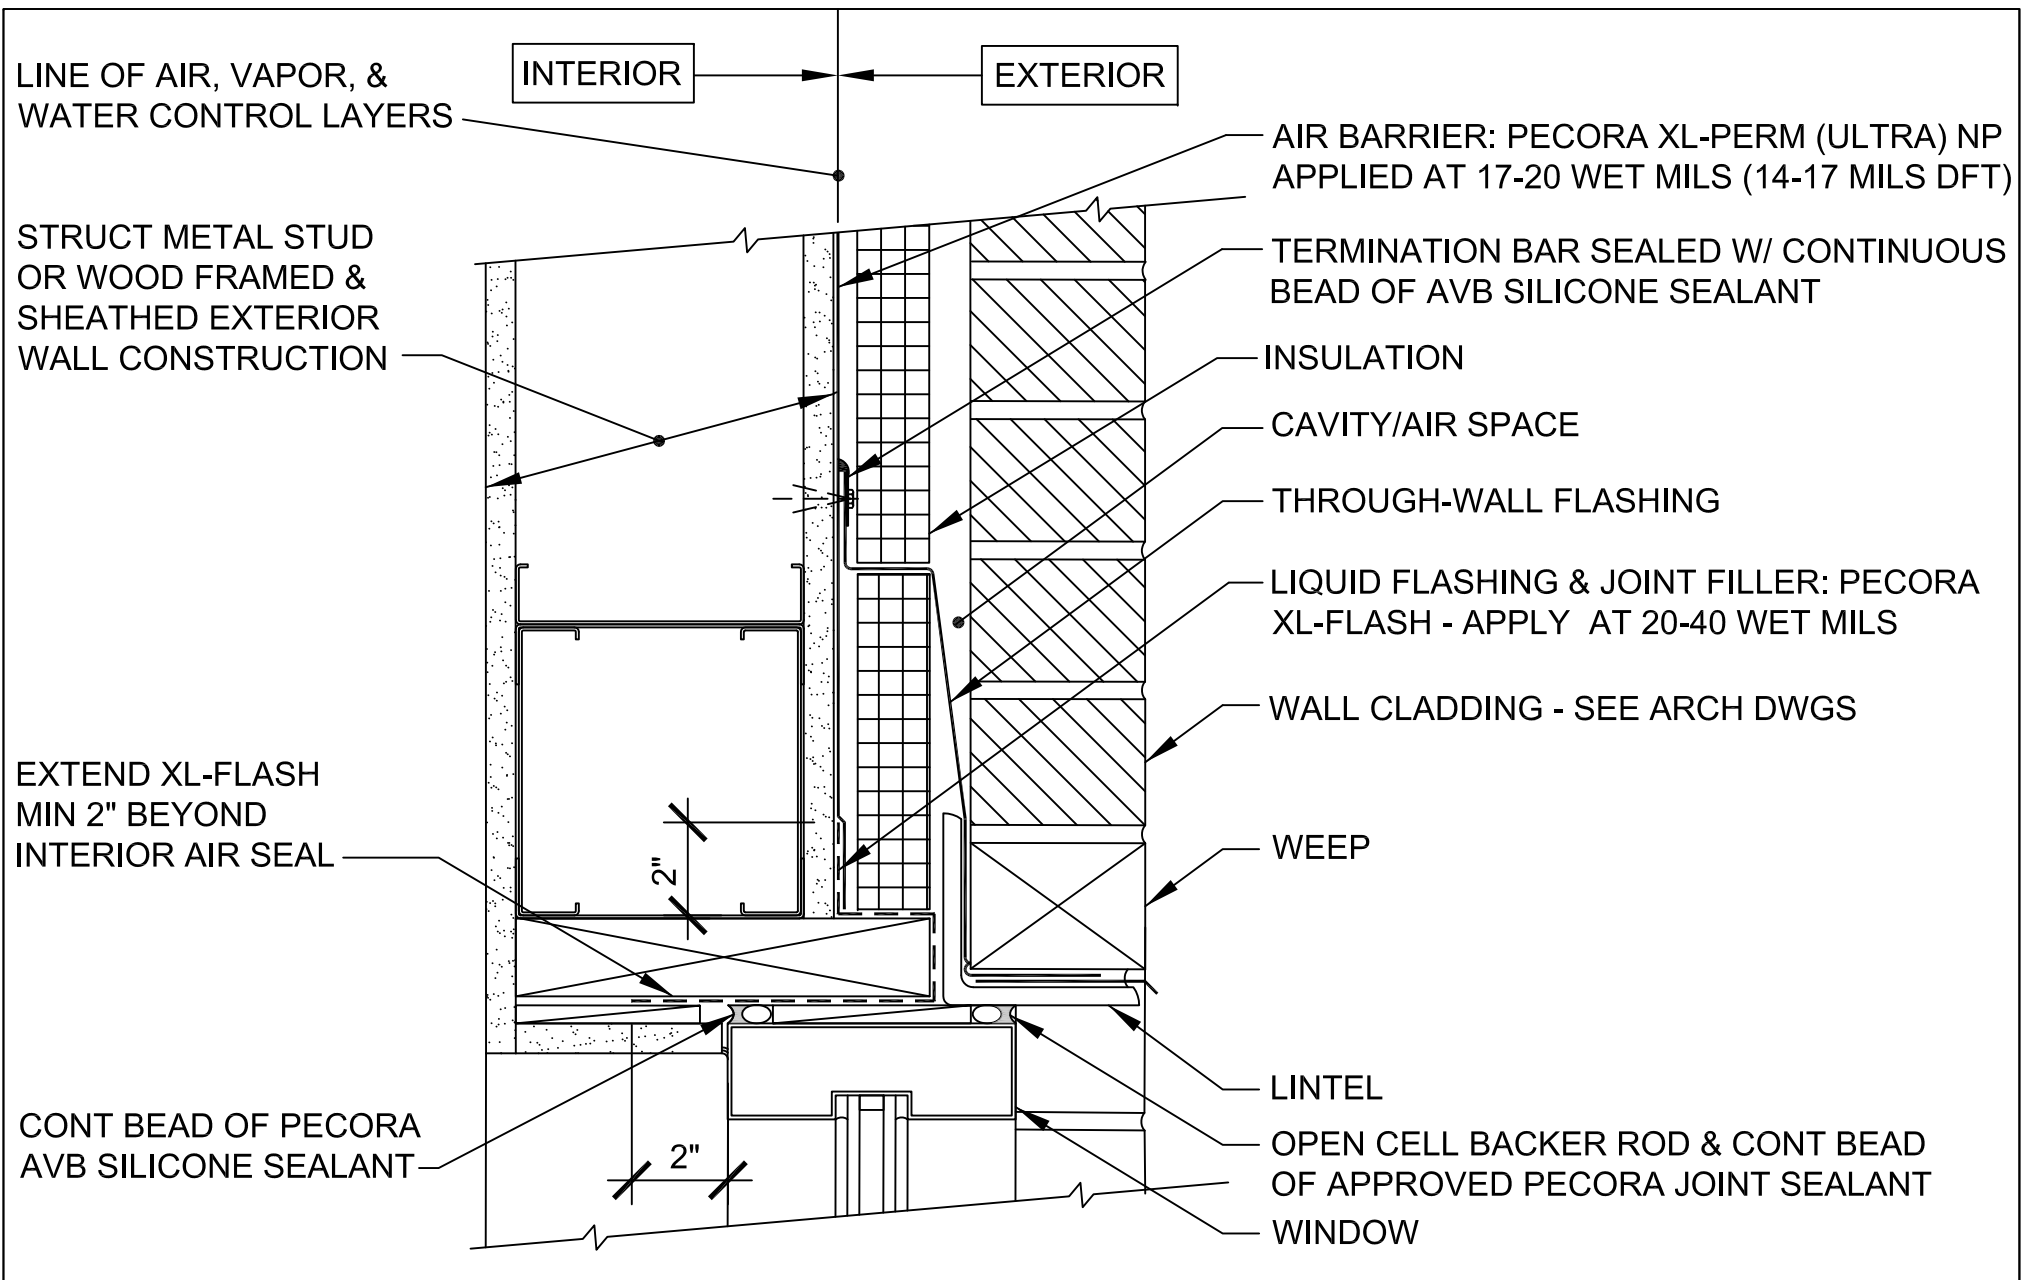 INTERIOR
EXTERIOR
LINE OF AIR, VAPOR, &
WATER CONTROL LAYERS
STRUCT METAL STUD
OR WOOD FRAMED &
SHEATHED EXTERIOR
WALL CONSTRUCTION
EXTEND XL-FLASH
MIN 2" BEYOND
INTERIOR AIR SEAL
CONT BEAD OF PECORA
AVB SILICONE SEALANT
2"
2"
AIR BARRIER: PECORA XL-PERM (ULTRA) NP
APPLIED AT 17-20 WET MILS (14-17 MILS DFT)
TERMINATION BAR SEALED W/ CONTINUOUS
BEAD OF AVB SILICONE SEALANT
INSULATION
CAVITY/AIR SPACE
THROUGH-WALL FLASHING
LIQUID FLASHING & JOINT FILLER: PECORA
XL-FLASH - APPLY AT 20-40 WET MILS
WALL CLADDING - SEE ARCH DWGS
WEEP
LINTEL
OPEN CELL BACKER ROD & CONT BEAD
OF APPROVED PECORA JOINT SEALANT
WINDOW